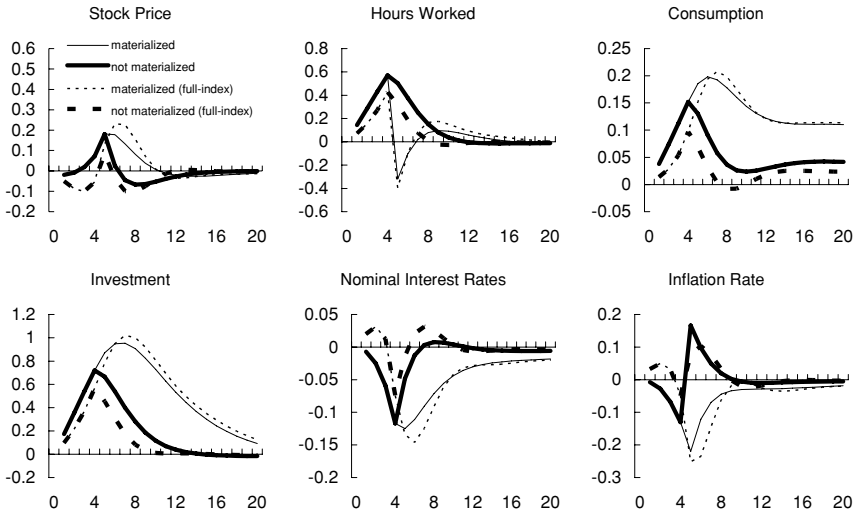 Stock Price
0.6
0.5
0.4
0.3
0.2
0.1
0
-0.1
-0.2
0 4 8 12 16 20
materialized
not materialized
materialized (full-index)
not materialized (full-index)
Hours Worked
0.8
0.6
0.4
0.2
0
-0.2
-0.4
-0.6
0 4 8 12 16 20
Consumption
0.25
0.2
0.15
0.1
0.05
0
-0.05
0 4 8 12 16 20
Investment
1.2
1
0.8
0.6
0.4
0.2
0
-0.2
0 4 8 12 16 20
Nominal Interest Rates
0.05
0
-0.05
-0.1
-0.15
-0.2
0 4 8 12 16 20
Inflation Rate
0.2
0.1
0
-0.1
-0.2
-0.3
0 4 8 12 16 20